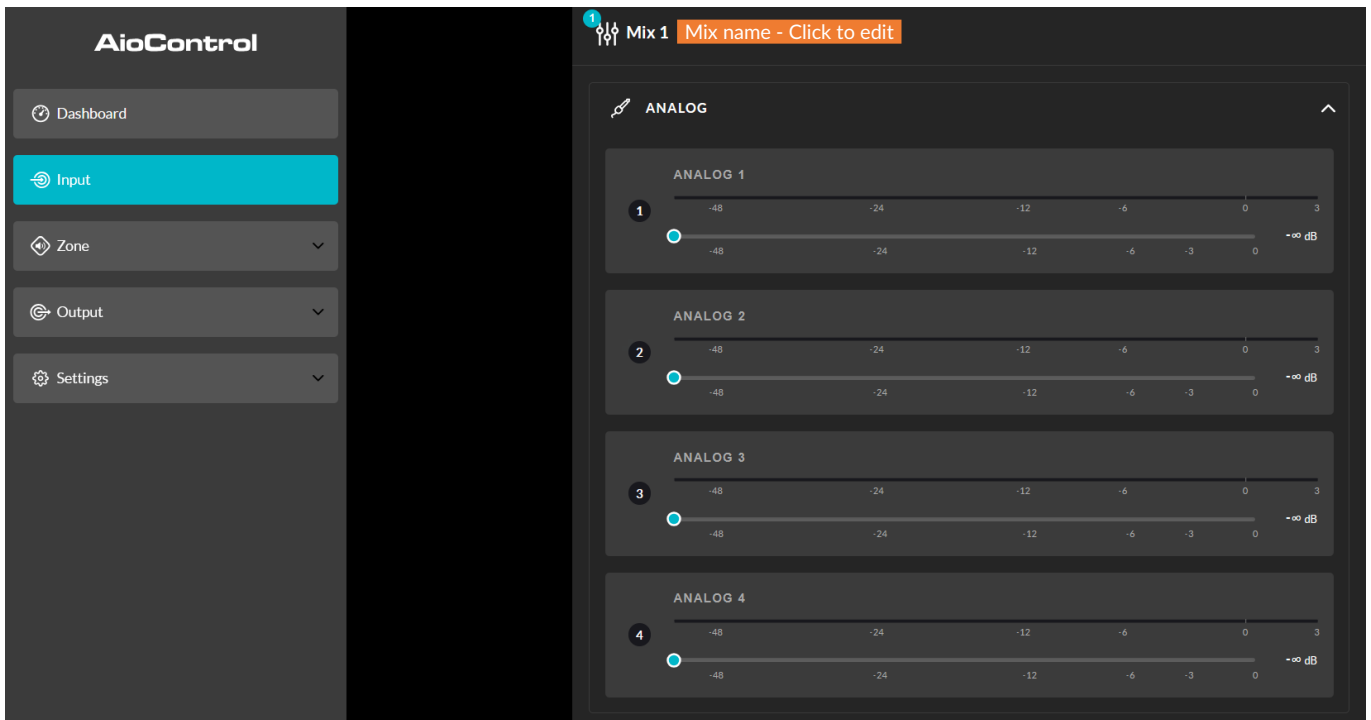 AioControl
Dashboard
Input
Zone
Output
Settings
1
Mix 1 Mix name - Click to edit
ANALOG
ANALOG 1
1
-48 -24 -12 -6 0 3
-∞ dB
-48 -24 -12 -6 -3 0
ANALOG 2
2
-48 -24 -12 -6 0 3
-∞ dB
-48 -24 -12 -6 -3 0
ANALOG 3
3
-48 -24 -12 -6 0 3
-∞ dB
-48 -24 -12 -6 -3 0
ANALOG 4
4
-48 -24 -12 -6 0 3
-∞ dB
-48 -24 -12 -6 -3 0